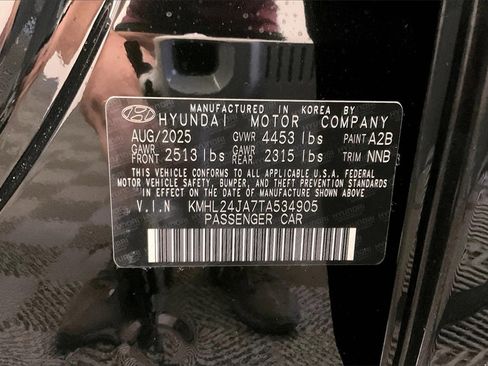 MANUFACTURED IN KOREA BY
HYUNDAI MOTOR COMPANY
AUG/2025 GVWR 4453 lbs PAINT A2B
GAWR FRONT 2513 lbs GAWR REAR 2315 lbs TRIM NNB
THIS VEHICLE CONFORMS TO ALL APPLICABLE U.S.A. FEDERAL
MOTOR VEHICLE SAFETY, BUMPER, AND THEFT PREVENTION STANDARDS
IN EFFECT ON THE DATE OF MANUFACTURE SHOWN ABOVE.
V.I.N KMHL24JA7TA534905
PASSENGER CAR